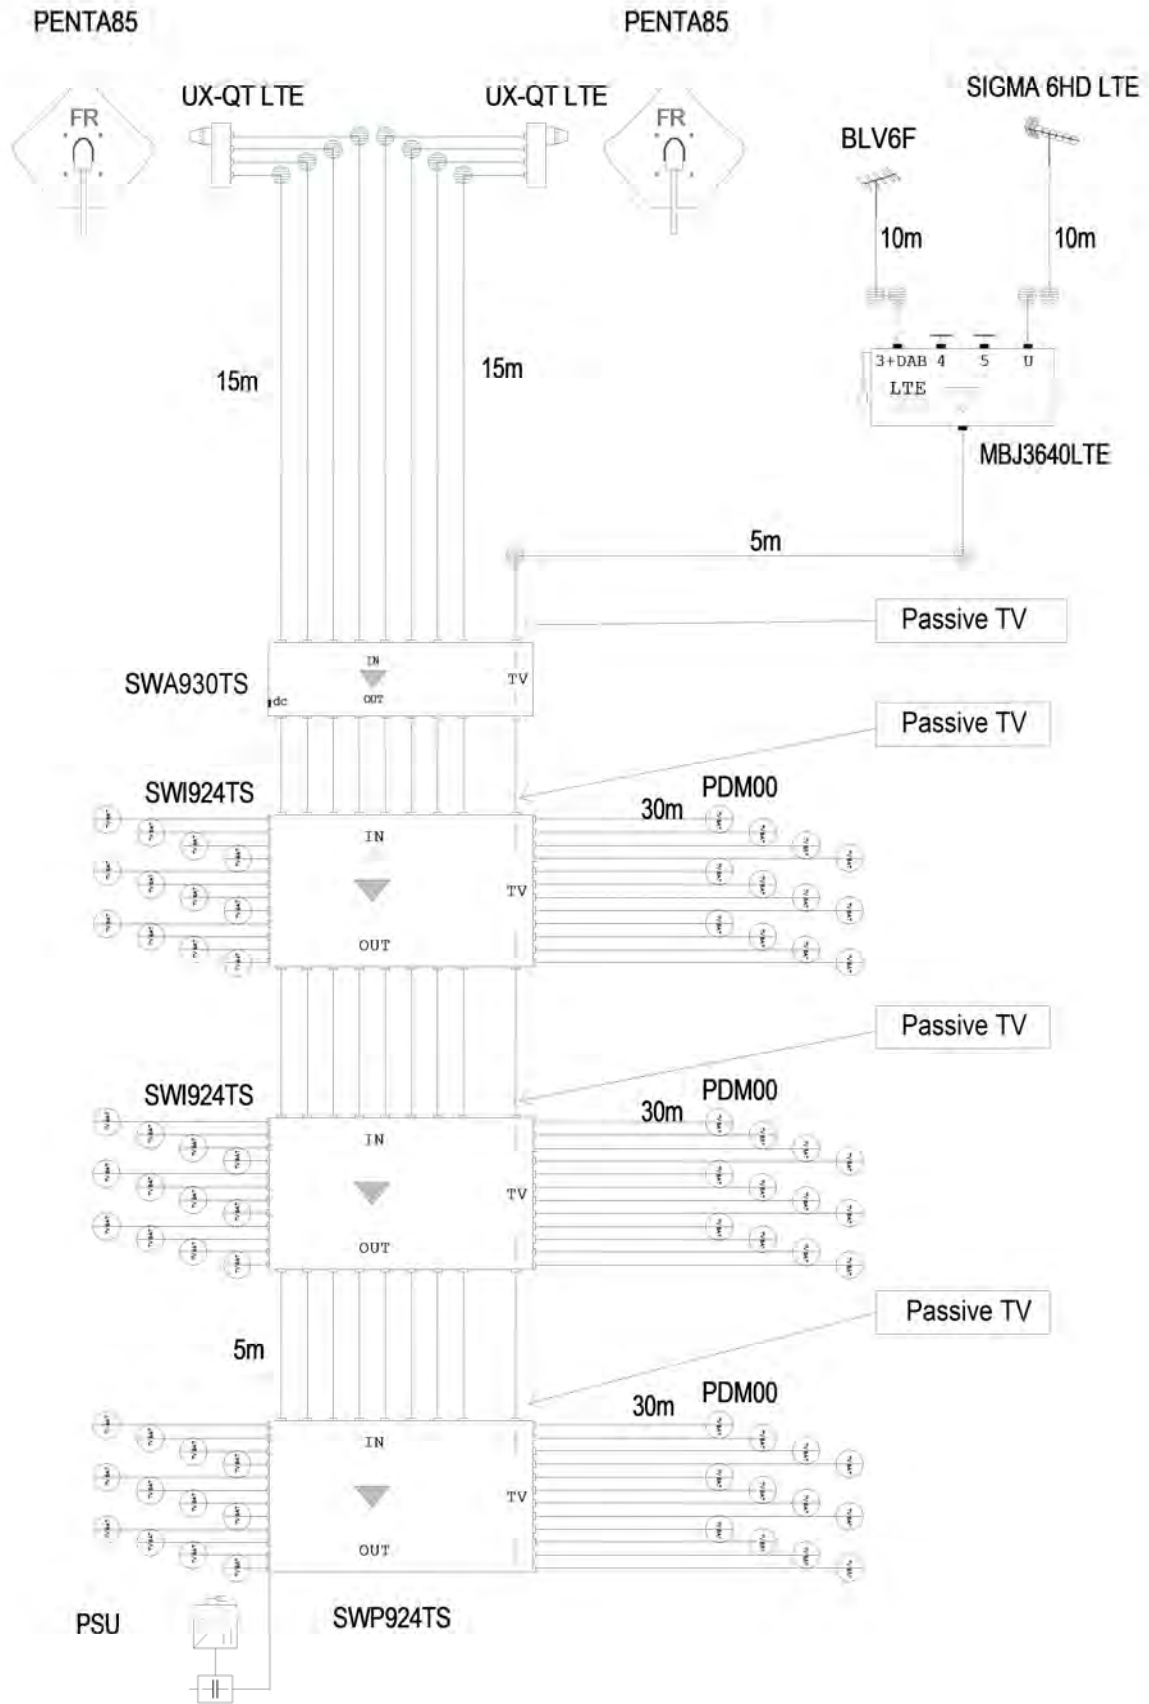 PENTA85
PENTA85
FR
UX-QT LTE
UX-QT LTE
FR
SIGMA 6HD LTE
BLV6F
10m
10m
15m
15m
3+DAB 4 5 U
LTE
MBJ3640LTE
5m
Passive TV
SWA930TS
IN
OUT
dc
TV
Passive TV
SWI924TS
30m
PDM00
IN
TV
OUT
Passive TV
SWI924TS
30m
PDM00
IN
TV
OUT
Passive TV
5m
30m
PDM00
IN
TV
OUT
PSU
SWP924TS